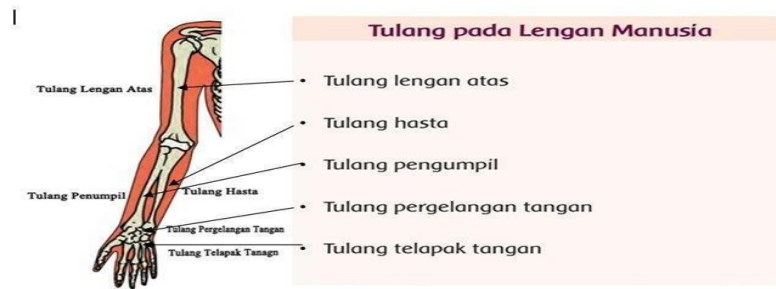 Tulang pada Lengan Manusia
Tulang Lengan Atas
• Tulang lengan atas
• Tulang hasta
• Tulang pengumpil
Tulang Penumpil
Tulang Hasta
• Tulang pergelangan tangan
Tulang Pergelangan Tangan
• Tulang telapak tangan
Tulang Telapak Tanagn